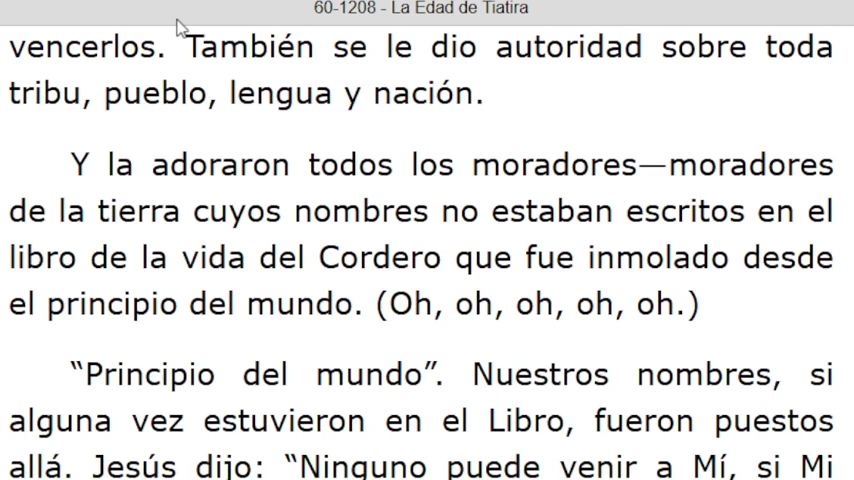 60-1208 - La Edad de Tiatira
vencerlos. También se le dio autoridad sobre toda
tribu, pueblo, lengua y nación.
Y la adoraron todos los moradores—moradores
de la tierra cuyos nombres no estaban escritos en el
libro de la vida del Cordero que fue inmolado desde
el principio del mundo. (Oh, oh, oh, oh, oh.)
“Principio del mundo”. Nuestros nombres, si
alguna vez estuvieron en el Libro, fueron puestos
allá. Jesús dijo: “Ninguno puede venir a Mí, si Mi